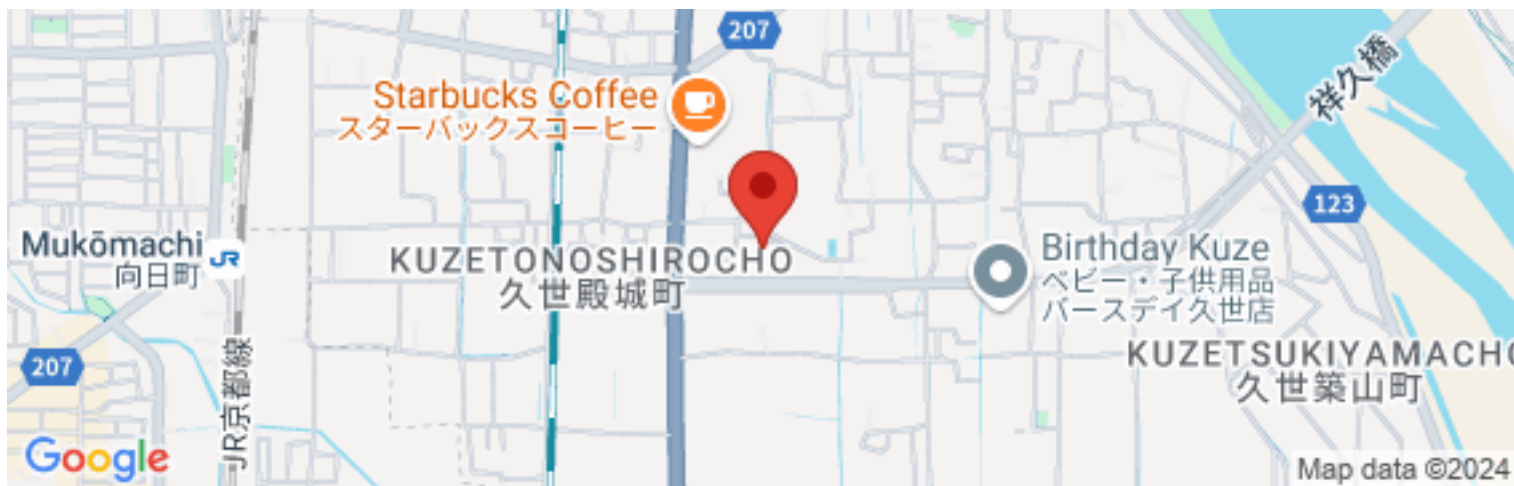 207
Starbucks Coffee
スターバックスコーヒー
祥久橋
123
Mukōmachi
向日町
JR
KUZETONOSHIROCHO
久世殿城町
Birthday Kuze
ベビー・子供用品
バースデイ久世店
207
JR京都線
KUZETSUKIYAMACHO
久世築山町
Google
Map data ©2024